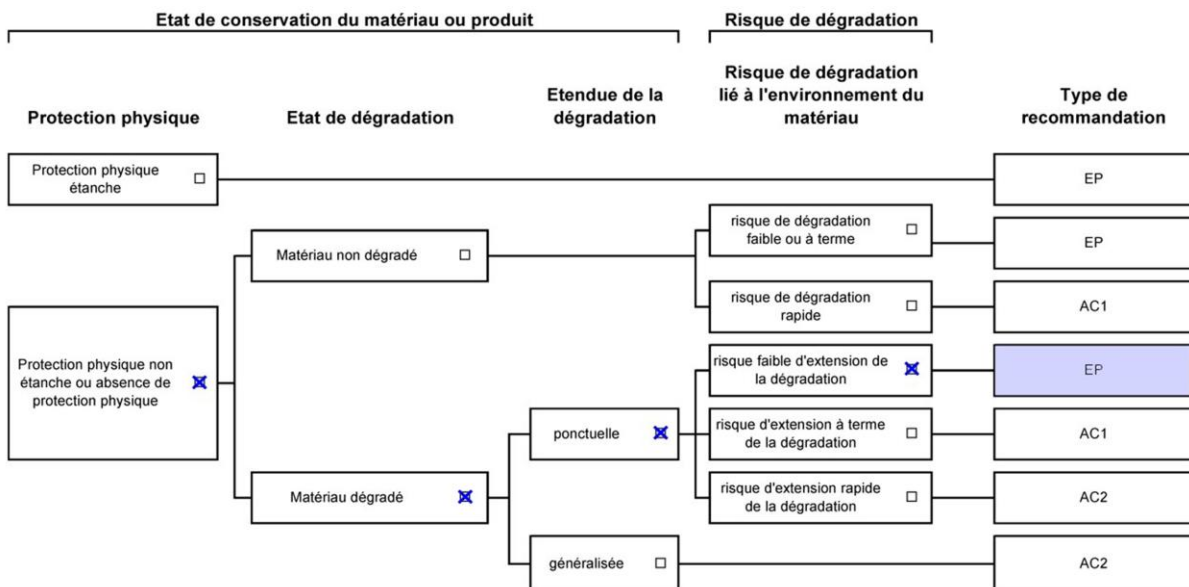 Etat de conservation du matériau ou produit
Risque de dégradation
Protection physique
Etat de dégradation
Etendue de la
dégradation
Risque de dégradation
lié à l'environnement du
matériau
Type de
recommandation
Protection physique
étanche
EP
risque de dégradation
faible ou à terme
EP
Matériau non dégradé
risque de dégradation
rapide
AC1
Protection physique non
étanche ou absence de
protection physique
risque faible d'extension de
la dégradation
EP
ponctuelle
risque d'extension à terme
de la dégradation
AC1
Matériau dégradé
risque d'extension rapide
de la dégradation
AC2
généralisée
AC2